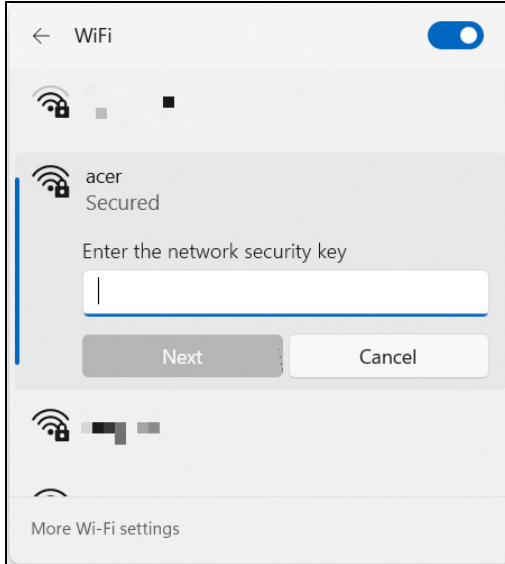 WiFi
acer
Secured
Enter the network security key
Next
Cancel
More Wi-Fi settings